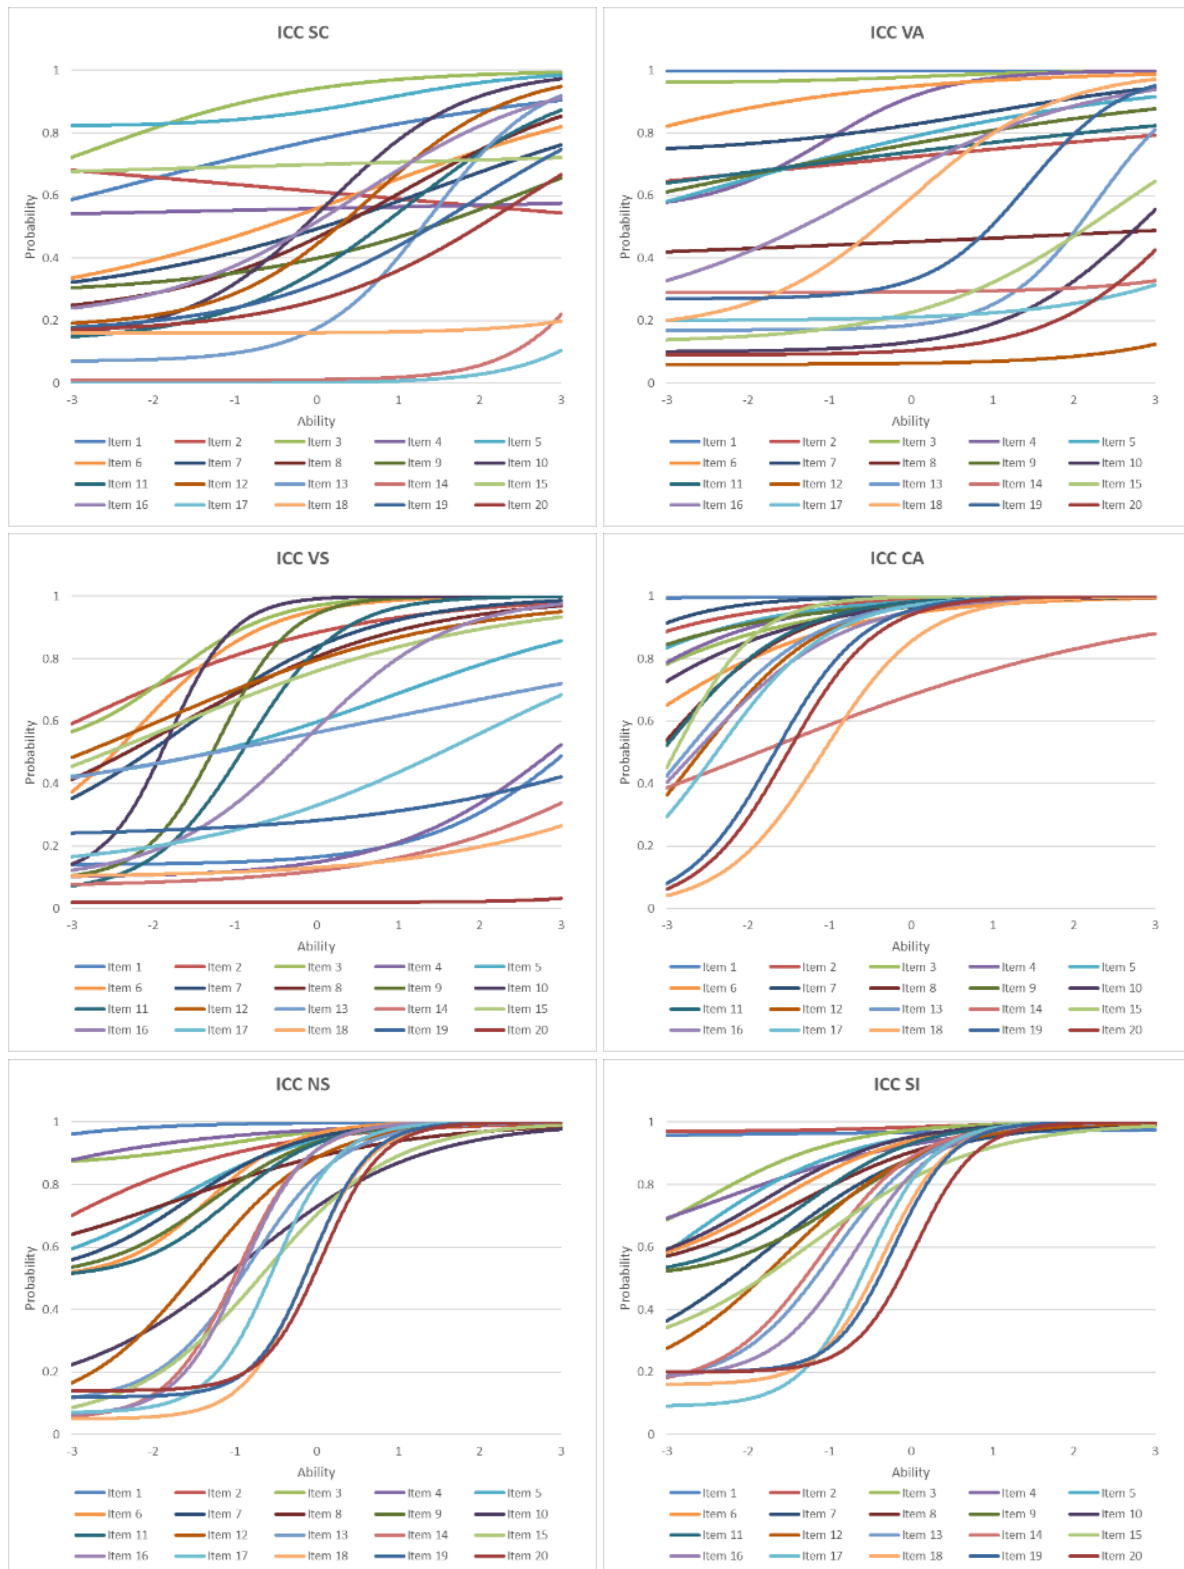 ICC SC
Probability
1
0.8
0.6
0.4
0.2
0
-3 -2 -1 0 1 2 3
Ability
Item 1 Item 2 Item 3 Item 4 Item 5
Item 6 Item 7 Item 8 Item 9 Item 10
Item 11 Item 12 Item 13 Item 14 Item 15
Item 16 Item 17 Item 18 Item 19 Item 20
ICC VA
Probability
1
0.8
0.6
0.4
0.2
0
-3 -2 -1 0 1 2 3
Ability
Item 1 Item 2 Item 3 Item 4 Item 5
Item 6 Item 7 Item 8 Item 9 Item 10
Item 11 Item 12 Item 13 Item 14 Item 15
Item 16 Item 17 Item 18 Item 19 Item 20
ICC VS
Probability
1
0.8
0.6
0.4
0.2
0
-3 -2 -1 0 1 2 3
Ability
Item 1 Item 2 Item 3 Item 4 Item 5
Item 6 Item 7 Item 8 Item 9 Item 10
Item 11 Item 12 Item 13 Item 14 Item 15
Item 16 Item 17 Item 18 Item 19 Item 20
ICC CA
Probability
1
0.8
0.6
0.4
0.2
0
-3 -2 -1 0 1 2 3
Ability
Item 1 Item 2 Item 3 Item 4 Item 5
Item 6 Item 7 Item 8 Item 9 Item 10
Item 11 Item 12 Item 13 Item 14 Item 15
Item 16 Item 17 Item 18 Item 19 Item 20
ICC NS
Probability
1
0.8
0.6
0.4
0.2
0
-3 -2 -1 0 1 2 3
Ability
Item 1 Item 2 Item 3 Item 4 Item 5
Item 6 Item 7 Item 8 Item 9 Item 10
Item 11 Item 12 Item 13 Item 14 Item 15
Item 16 Item 17 Item 18 Item 19 Item 20
ICC SI
Probability
1
0.8
0.6
0.4
0.2
0
-3 -2 -1 0 1 2 3
Ability
Item 1 Item 2 Item 3 Item 4 Item 5
Item 6 Item 7 Item 8 Item 9 Item 10
Item 11 Item 12 Item 13 Item 14 Item 15
Item 16 Item 17 Item 18 Item 19 Item 20